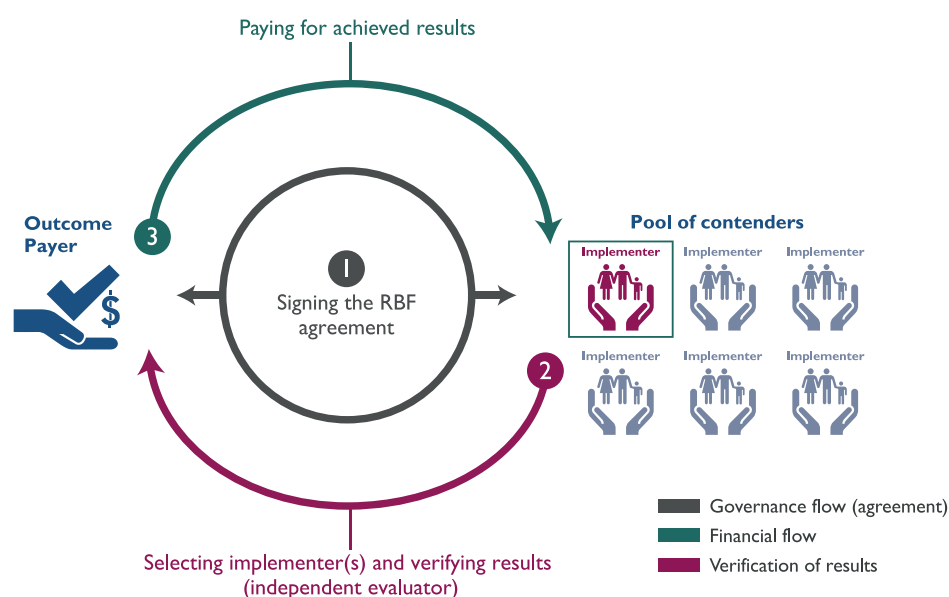 Paying for achieved results
Outcome
Payer
3
$
1
Signing the RBF
agreement
Pool of contenders
Implementer
Implementer
Implementer
Implementer
Implementer
Implementer
2
Selecting implementer(s) and verifying results
(independent evaluator)
Governance flow (agreement)
Financial flow
Verification of results